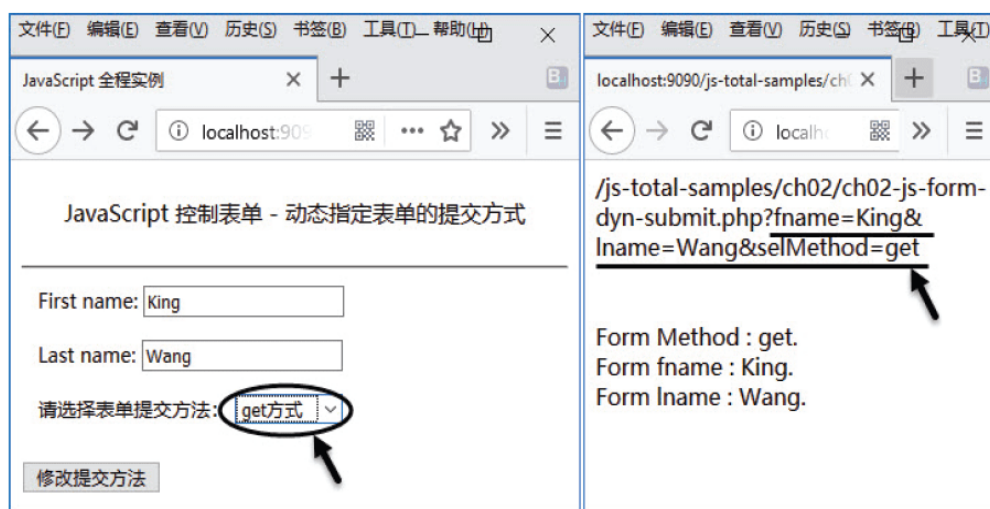 文件(F) 编辑(E) 查看(V) 历史(S) 书签(B) 工具(T) 帮助(H)
JavaScript 全程实例
localhost:909
JavaScript 控制表单 - 动态指定表单的提交方式
First name: King
Last name: Wang
请选择表单提交方法: get方式
修改提交方法
文件(F) 编辑(E) 查看(V) 历史(S) 书签(B) 工具(T)
localhost:9090/js-total-samples/ch
localh
/js-total-samples/ch02/ch02-js-form-
dyn-submit.php?fname=King&
lname=Wang&selMethod=get
Form Method : get.
Form fname : King.
Form lname : Wang.